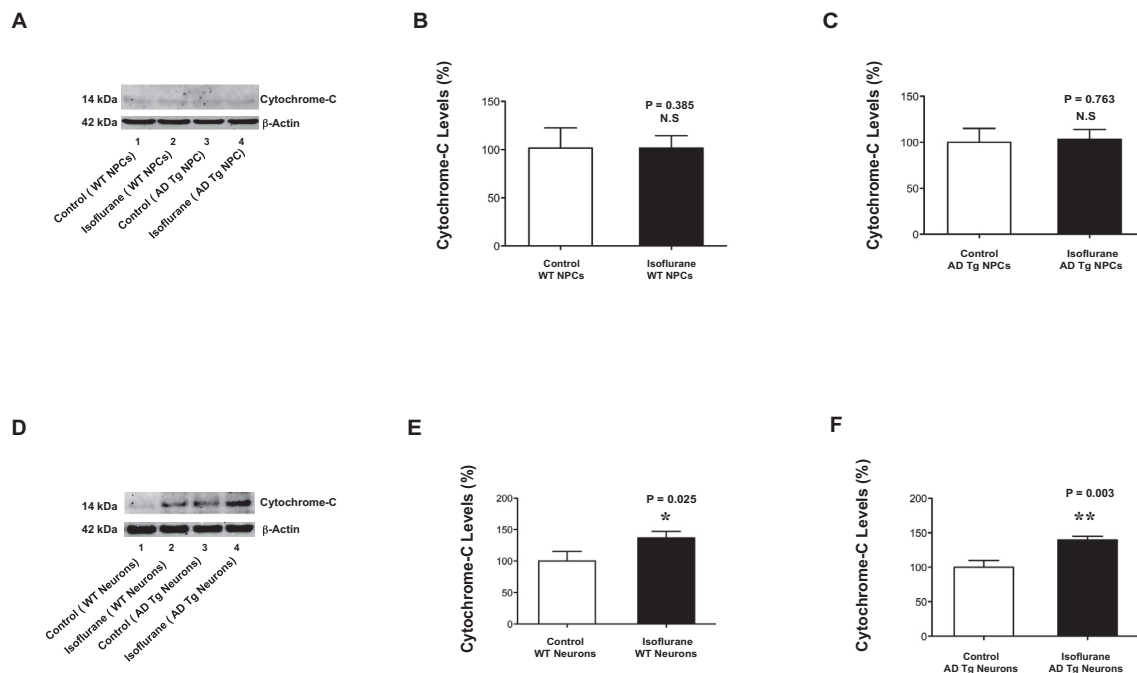 A
14 kDa
Cytochrome-C
42 kDa
β-Actin
1 2 3 4
Control ( WT NPCs)
Isoflurane ( WT NPCs)
Control ( AD Tg NPC)
Isoflurane ( AD Tg NPC)
B
Cytochrome-C Levels (%)
150
100
50
0
P = 0.385
N.S
Control
WT NPCs
Isoflurane
WT NPCs
C
Cytochrome-C Levels (%)
150
100
50
0
P = 0.763
N.S
Control
AD Tg NPCs
Isoflurane
AD Tg NPCs
D
14 kDa
Cytochrome-C
42 kDa
β-Actin
1 2 3 4
Control ( WT Neurons)
Isoflurane ( WT Neurons)
Control ( AD Tg Neurons)
Isoflurane ( AD Tg Neurons)
E
Cytochrome-C Levels (%)
200
150
100
50
0
P = 0.025
*
Control
WT Neurons
Isoflurane
WT Neurons
F
Cytochrome-C Levels (%)
200
150
100
50
0
P = 0.003
**
Control
AD Tg Neurons
Isoflurane
AD Tg Neurons